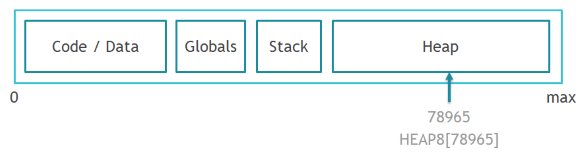 Code / Data
Globals
Stack
Heap
0
max
78965
HEAP8[78965]